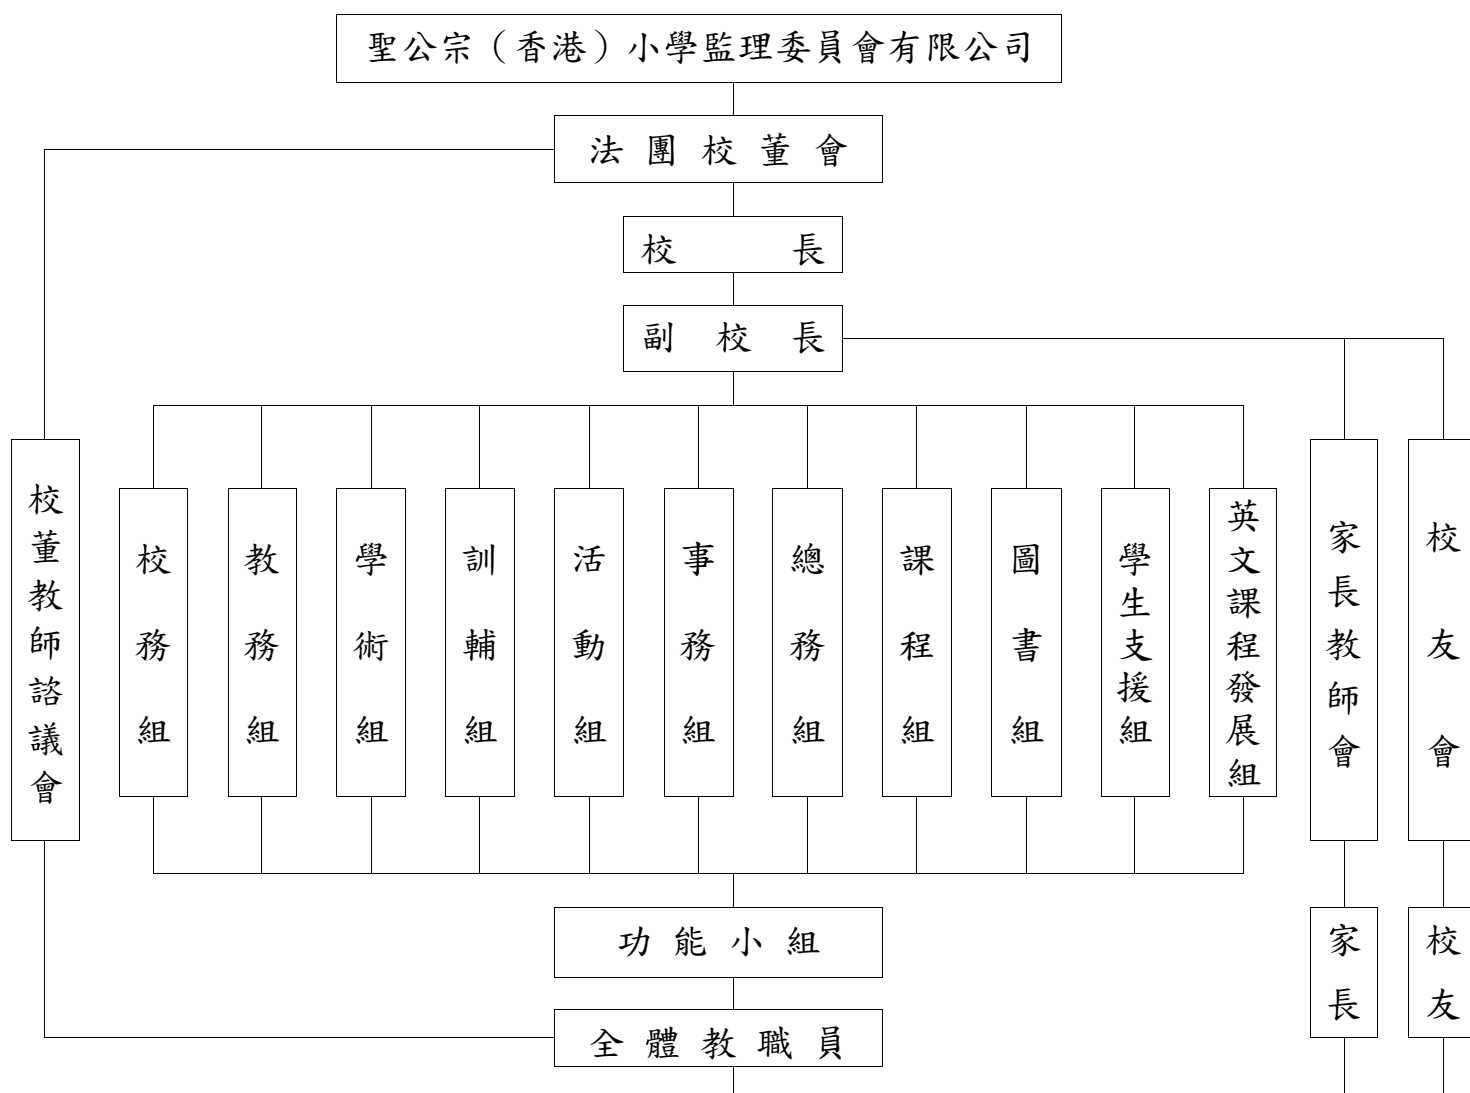 聖公宗（香港）小學監理委員會有限公司
法團校董會
校長
副校長
校董教師諮議會
校務組
教務組
學術組
訓輔組
活動組
事務組
總務組
課程組
圖書組
學生支援組
英文課程發展組
家長教師會
校友會
功能小組
家長
校友
全體教職員